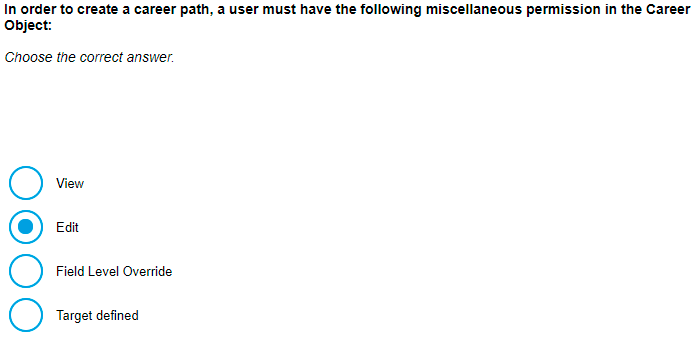 In order to create a career path, a user must have the following miscellaneous permission in the Career
Object:
Choose the correct answer.
View
Edit
Field Level Override
Target defined